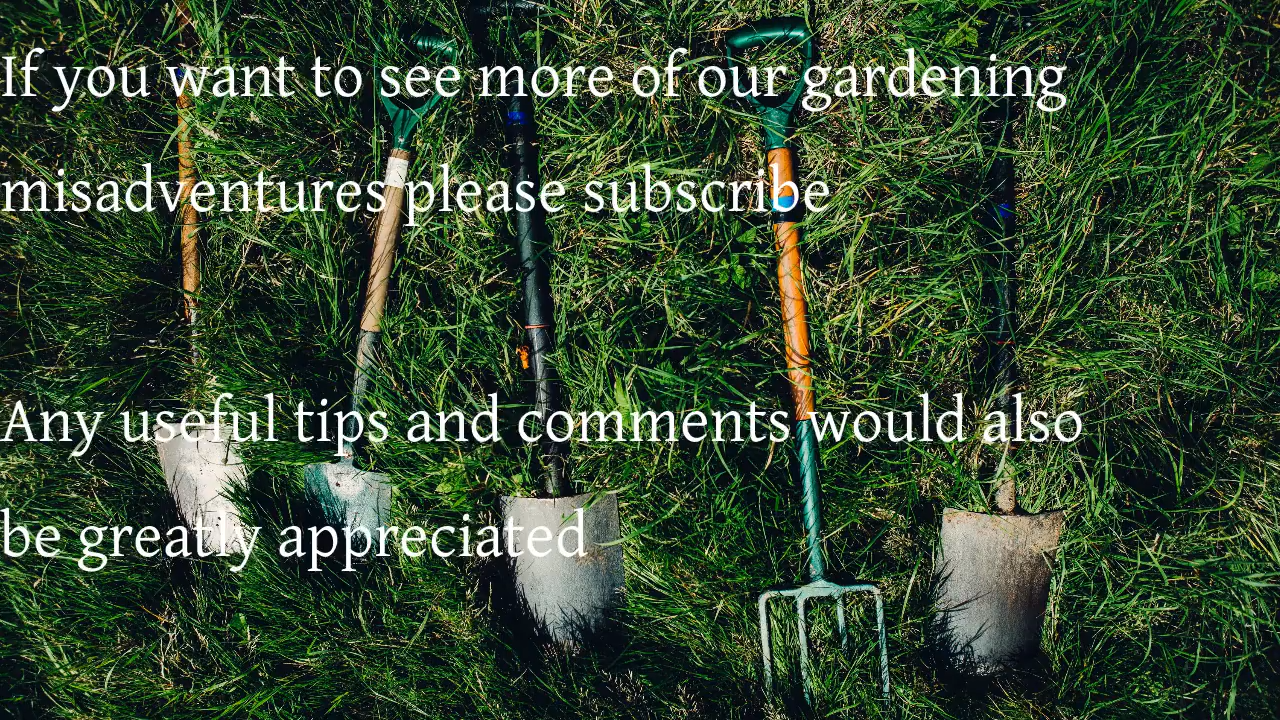 If you want to see more of our gardening
misadventures please subscribe
Any useful tips and comments would also
be greatly appreciated